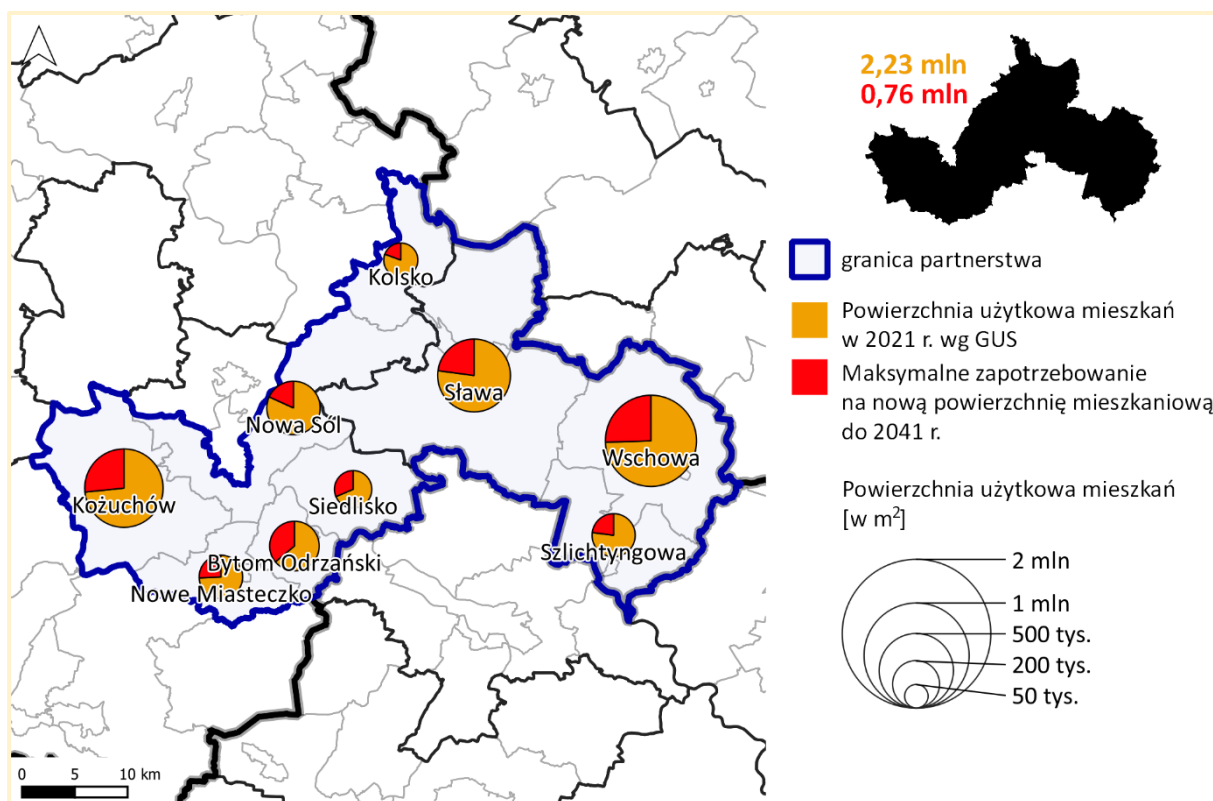 2,23 mln
0,76 mln
Kolsko
Sława
Nowa Sól
Wschowa
Kożuchów
Siedlisko
Szlichtyngowa
Bytom Odrzański
Nowe Miasteczko
0 5 10 km
granica partnerstwa
Powierzchnia użytkowa mieszkań
w 2021 r. wg GUS
Maksymalne zapotrzebowanie
na nową powierzchnię mieszkaniową
do 2041 r.
Powierzchnia użytkowa mieszkań
[w m²]
2 mln
1 mln
500 tys.
200 tys.
50 tys.